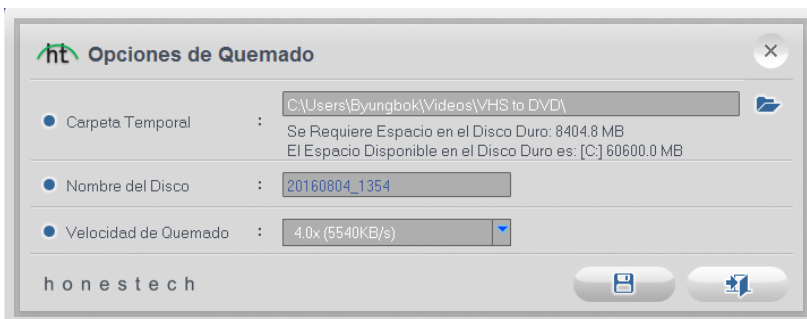 ht Opciones de Quemado
Carpeta Temporal : C:\Users\Byungbok\Videos\VHS to DVD\
Se Requiere Espacio en el Disco Duro: 8404.8 MB
El Espacio Disponible en el Disco Duro es: [C:] 60600.0 MB
Nombre del Disco : 20160804_1354
Velocidad de Quemado : 4.0x (5540KB/s)
honestech